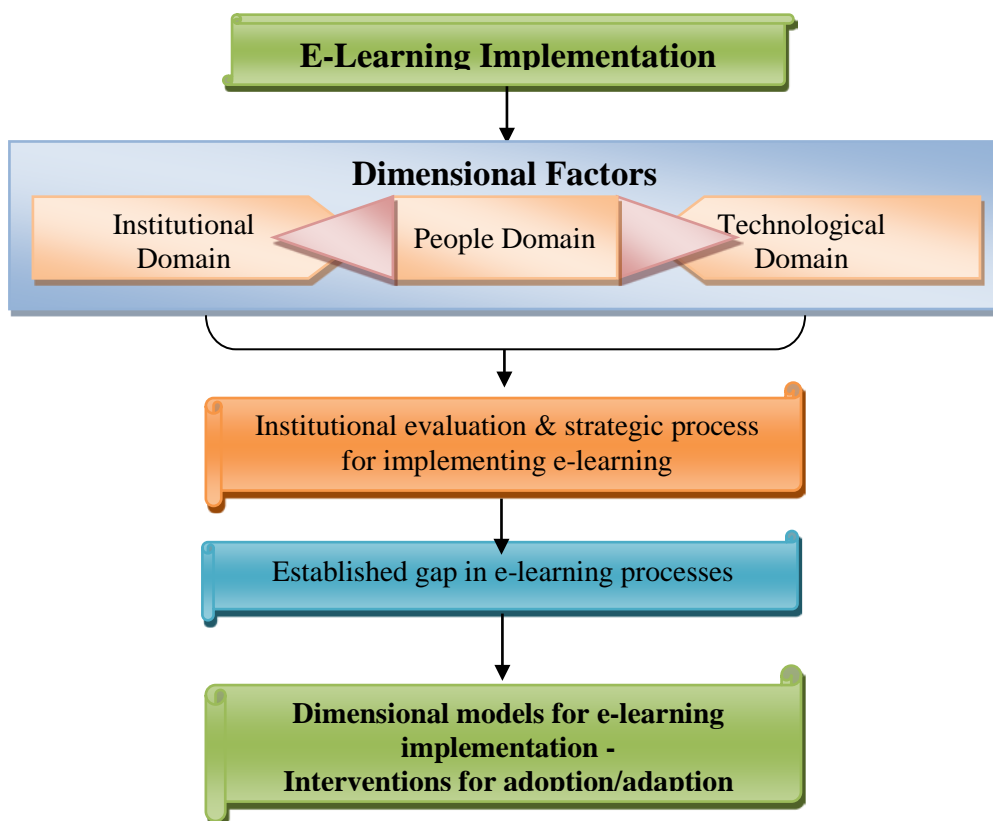 E-Learning Implementation
Dimensional Factors
Institutional
Domain
People Domain
Technological
Domain
Institutional evaluation & strategic process
for implementing e-learning
Established gap in e-learning processes
Dimensional models for e-learning
implementation -
Interventions for adoption/adaption